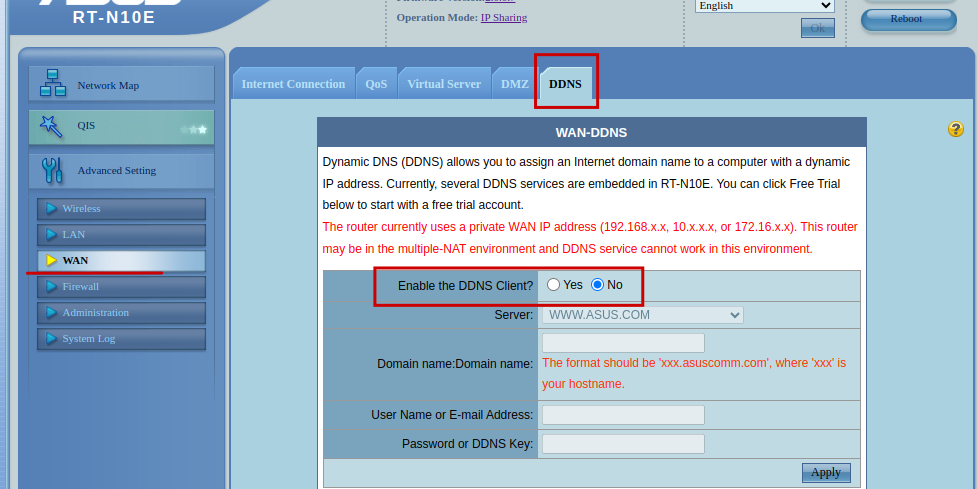 RT-N10E
Operation Mode: IP Sharing
English
Ok
Reboot
Network Map
QIS
Advanced Setting
Wireless
LAN
WAN
Firewall
Administration
System Log
Internet Connection
QoS
Virtual Server
DMZ
DDNS
WAN-DDNS
Dynamic DNS (DDNS) allows you to assign an Internet domain name to a computer with a dynamic
IP address. Currently, several DDNS services are embedded in RT-N10E. You can click Free Trial
below to start with a free trial account.
The router currently uses a private WAN IP address (192.168.x.x, 10.x.x.x, or 172.16.x.x). This router
may be in the multiple-NAT environment and DDNS service cannot work in this environment.
Enable the DDNS Client? Yes No
Server: WWW.ASUS.COM
Domain name:Domain name:
The format should be 'xxx.asuscomm.com', where 'xxx' is
your hostname.
User Name or E-mail Address:
Password or DDNS Key:
Apply